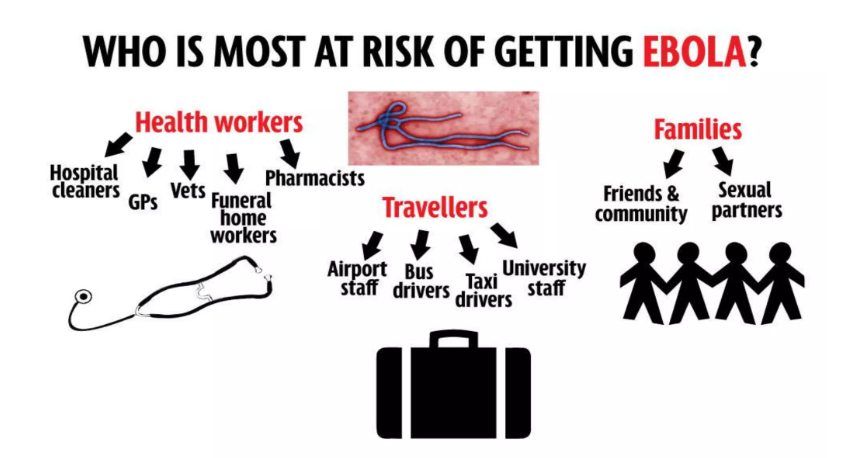 WHO IS MOST AT RISK OF GETTING EBOLA?
Health workers
Hospital
cleaners
GPs
Vets
Funeral
home
workers
Pharmacists
Travellers
Airport
staff
Bus
drivers
Taxi
drivers
University
staff
Families
Friends &
community
Sexual
partners